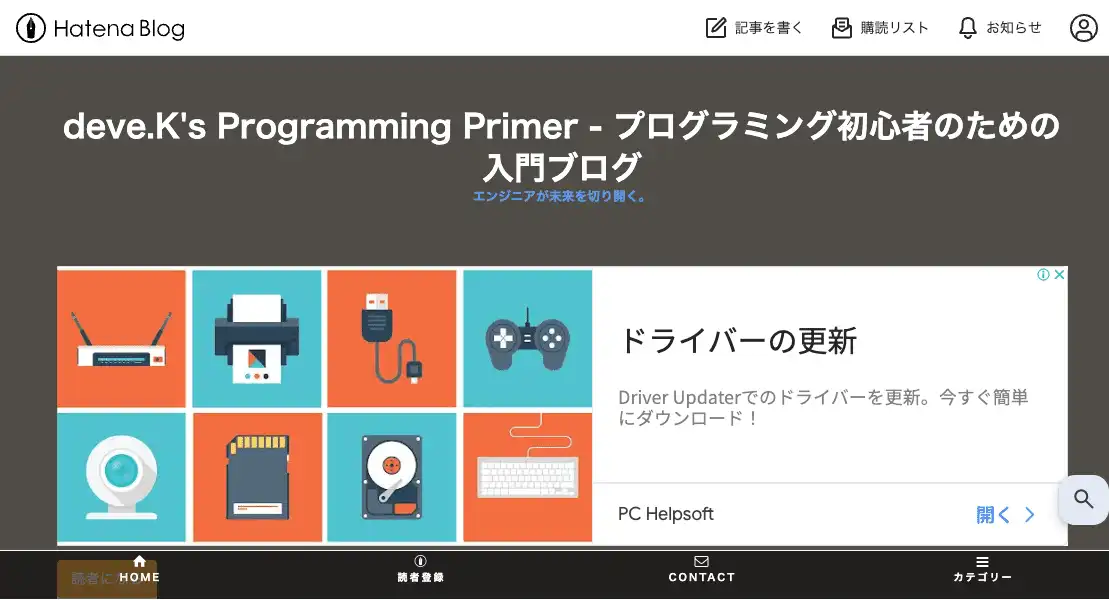 Hatena Blog
記事を書く
購読リスト
お知らせ
deve.K's Programming Primer - プログラミング初心者のための
入門ブログ
エンジニアが未来を切り開く。
ドライバーの更新
Driver Updaterでのドライバーを更新。今すぐ簡単
にダウンロード！
PC Helpsoft
開く
読者に
HOME
読者登録
CONTACT
カテゴリー